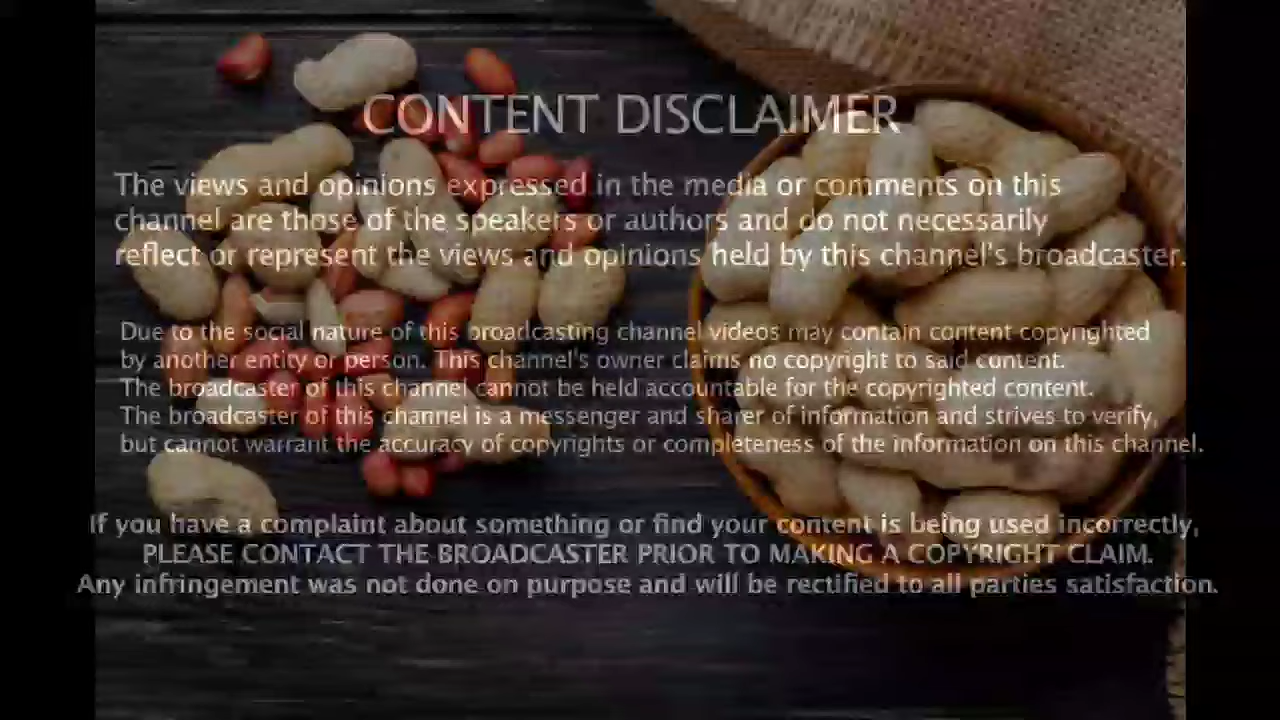 CONTENT DISCLAIMER
The views and opinions expressed in the media or comments on this
channel are those of the speakers or authors and do not necessarily
reflect or represent the views and opinions held by this channel's broadcaster.
Due to the social nature of this broadcasting channel videos may contain content copyrighted
by another entity or person. This channel's owner claims no copyright to said content.
The broadcaster of this channel cannot be held accountable for the copyrighted content.
The broadcaster of this channel is a messenger and sharer of information and strives to verify,
but cannot warrant the accuracy of copyrights or completeness of the information on this channel.
If you have a complaint about something or find your content is being used incorrectly,
PLEASE CONTACT THE BROADCASTER PRIOR TO MAKING A COPYRIGHT CLAIM.
Any infringement was not done on purpose and will be rectified to all parties satisfaction.